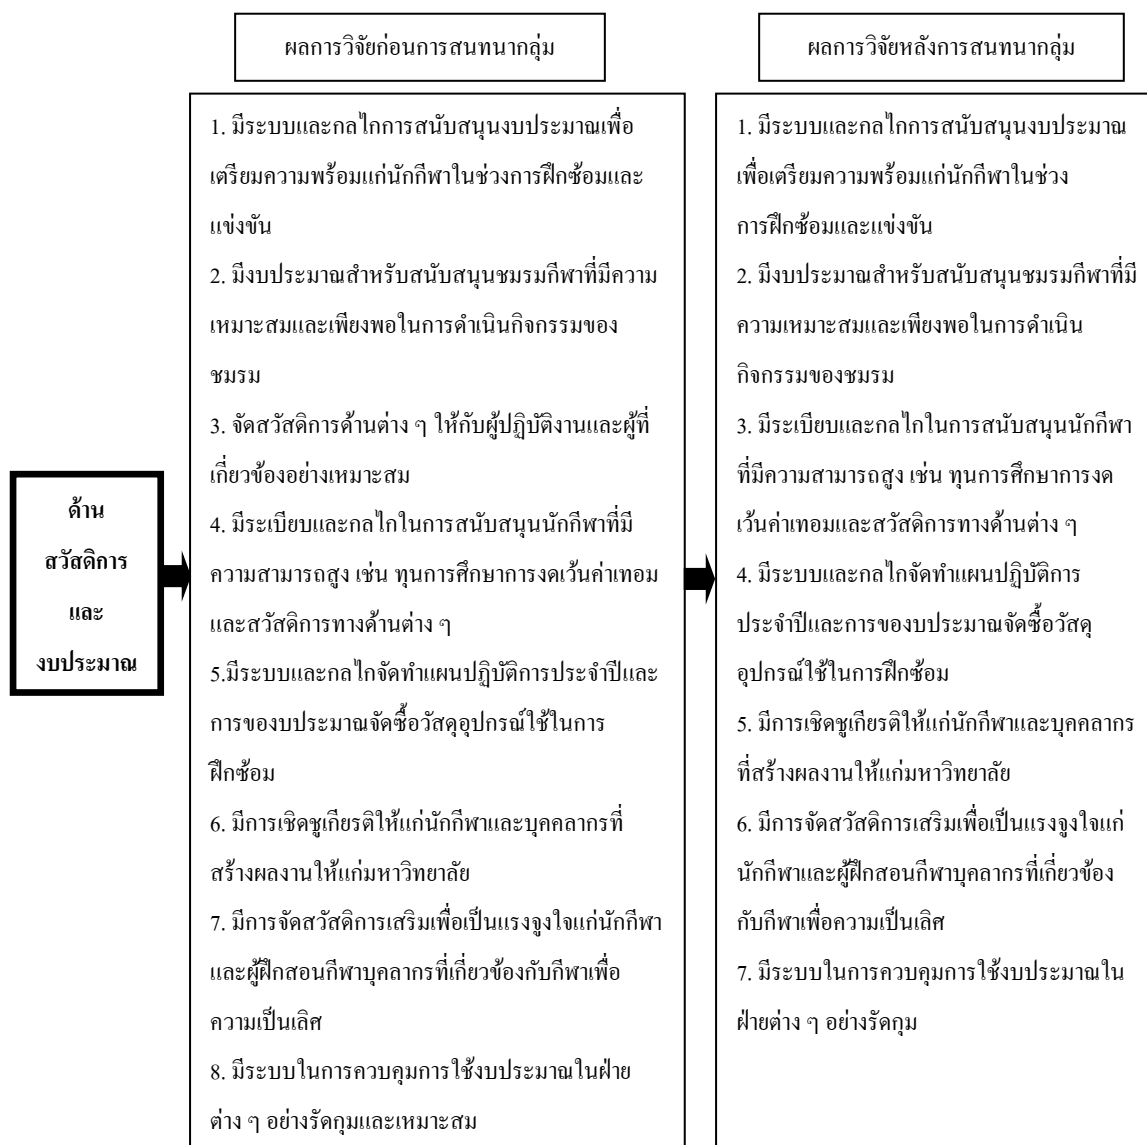 ผลการวิจัยก่อนการสนทนากลุ่ม
ผลการวิจัยหลังการสนทนากลุ่ม
ด้าน
สวัสดิการ
และ
งบประมาณ
1. มีระบบและกลไกการสนับสนุนงบประมาณเพื่อ
เตรียมความพร้อมแก่นักกีฬาในช่วงการฝึกซ้อมและ
แข่งขัน
2. มีงบประมาณสำหรับสนับสนุนชมรมกีฬาที่มีความ
เหมาะสมและเพียงพอในการดำเนินกิจกรรมของ
ชมรม
3. จัดสวัสดิการด้านต่าง ๆ ให้กับผู้ปฏิบัติงานและผู้ที่
เกี่ยวข้องอย่างเหมาะสม
4. มีระเบียบและกลไกในการสนับสนุนนักกีฬาที่มี
ความสามารถสูง เช่น ทุนการศึกษาการงดเว้นค่าเทอม
และสวัสดิการทางด้านต่าง ๆ
5.มีระบบและกลไกจัดทำแผนปฏิบัติการประจำปีและ
การของบประมาณจัดซื้อวัสดุอุปกรณ์ใช้ในการ
ฝึกซ้อม
6. มีการเชิดชูเกียรติให้แก่นักกีฬาและบุคคลากรที่
สร้างผลงานให้แก่มหาวิทยาลัย
7. มีการจัดสวัสดิการเสริมเพื่อเป็นแรงจูงใจแก่นักกีฬา
และผู้ฝึกสอนกีฬาบุคลากรที่เกี่ยวข้องกับกีฬาเพื่อ
ความเป็นเลิศ
8. มีระบบในการควบคุมการใช้งบประมาณในฝ่าย
ต่าง ๆ อย่างรัดกุมและเหมาะสม
1. มีระบบและกลไกการสนับสนุนงบประมาณ
เพื่อเตรียมความพร้อมแก่นักกีฬาในช่วง
การฝึกซ้อมและแข่งขัน
2. มีงบประมาณสำหรับสนับสนุนชมรมกีฬาที่มี
ความเหมาะสมและเพียงพอในการดำเนิน
กิจกรรมของชมรม
3. มีระเบียบและกลไกในการสนับสนุนนักกีฬา
ที่มีความสามารถสูง เช่น ทุนการศึกษาการงด
เว้นค่าเทอมและสวัสดิการทางด้านต่าง ๆ
4. มีระบบและกลไกจัดทำแผนปฏิบัติการ
ประจำปีและการของบประมาณจัดซื้อวัสดุ
อุปกรณ์ใช้ในการฝึกซ้อม
5. มีการเชิดชูเกียรติให้แก่นักกีฬาและบุคคลากร
ที่สร้างผลงานให้แก่มหาวิทยาลัย
6. มีการจัดสวัสดิการเสริมเพื่อเป็นแรงจูงใจแก่
นักกีฬาและผู้ฝึกสอนกีฬาบุคลากรที่เกี่ยวข้อง
กับกีฬาเพื่อความเป็นเลิศ
7. มีระบบในการควบคุมการใช้งบประมาณใน
ฝ่ายต่าง ๆ อย่างรัดกุม